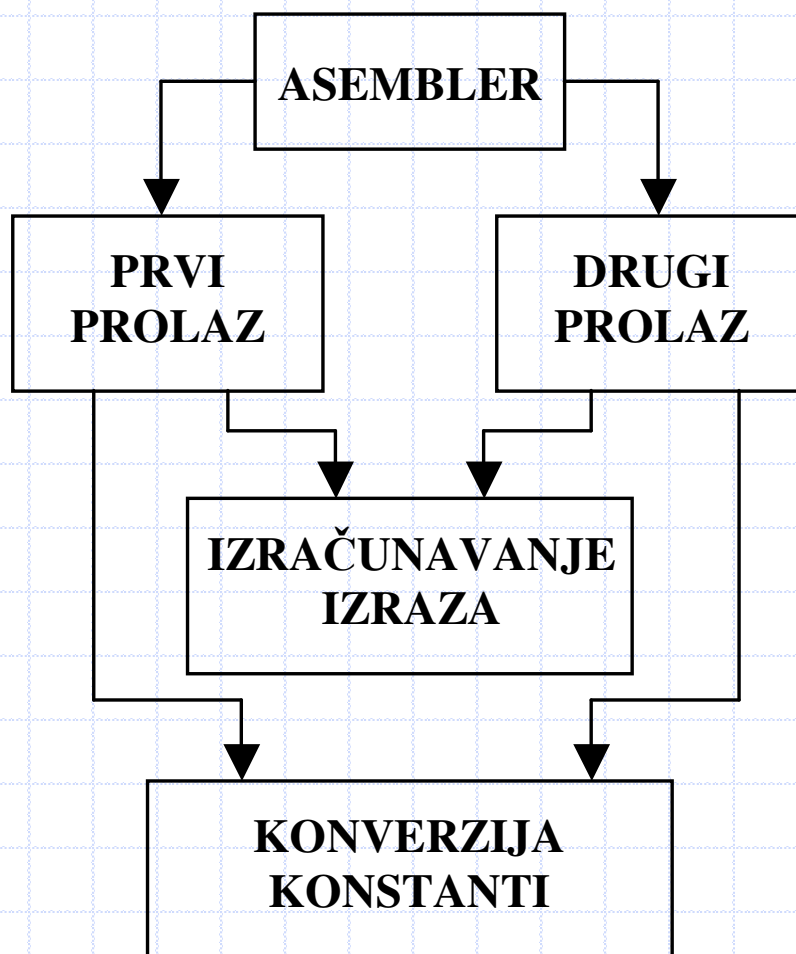 ASEMBLER
PRVI
PROLAZ
DRUGI
PROLAZ
IZRAČUNAVANJE
IZRAZA
KONVERZIJA
KONSTANTI